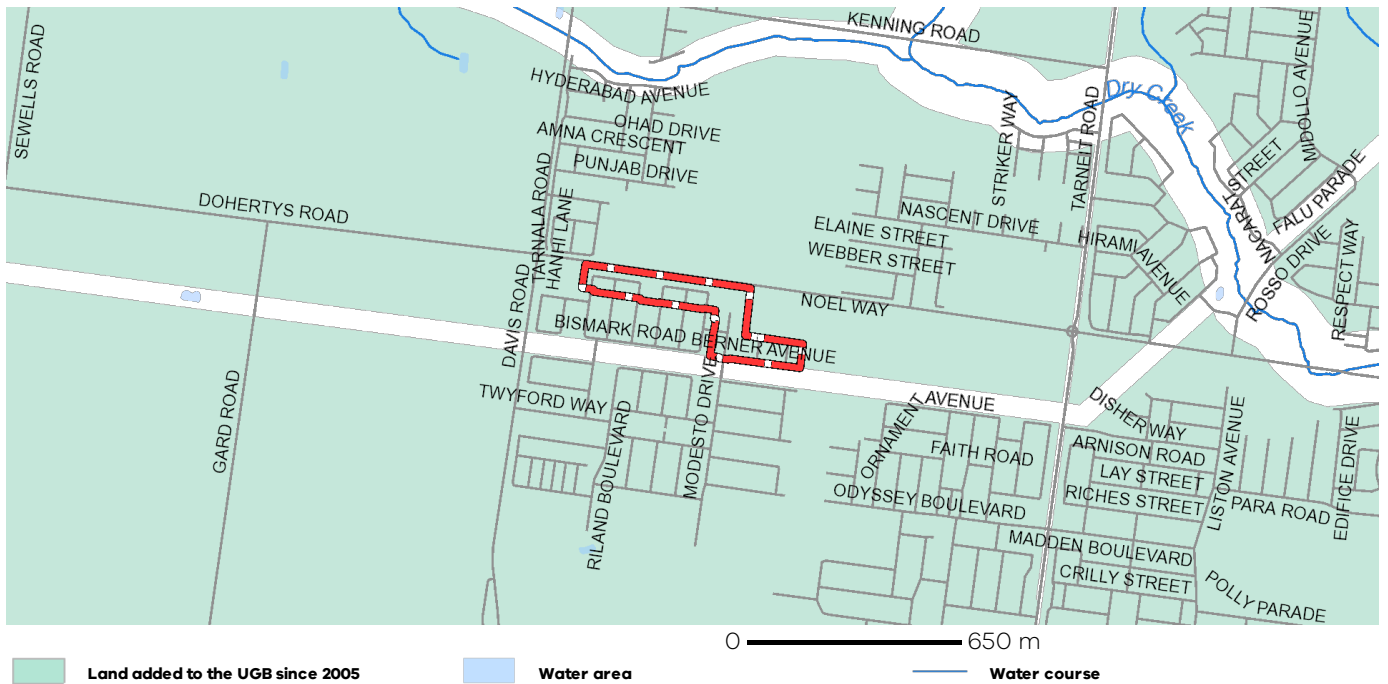 KENNING ROAD
SEWELLS ROAD
MIDOLLO AVENUE
HYDERABAD AVENUE
Dry Creek
OHAD DRIVE
AMNA CRESCENT
PUNJAB DRIVE
STRIKER WAY
TARNEIT ROAD
NAGARAT STREET
FALU PARADE
DOHERTYS ROAD
TARNALA ROAD
HANHI LANE
NASCENT DRIVE
ELAINE STREET
WEBBER STREET
HIRAMI AVENUE
ROSSO DRIVE
RESPECT WAY
NOEL WAY
DAVIS ROAD
BISMARK ROAD
BERNER AVENUE
GARD ROAD
TWYFORD WAY
RILAND BOULEVARD
MODESTO DRIVE
ORNAMENT
AVENUE
FAITH ROAD
ODYSSEY BOULEVARD
DISHER WAY
ARNISON ROAD
LAY STREET
RICHES STREET
LISTON AVENUE
PARA ROAD
EDIFICE DRIVE
MADDEN BOULEVARD
CRILLY STREET
POLLY PARADE
0 650 m
Land added to the UGB since 2005
Water area
Water course